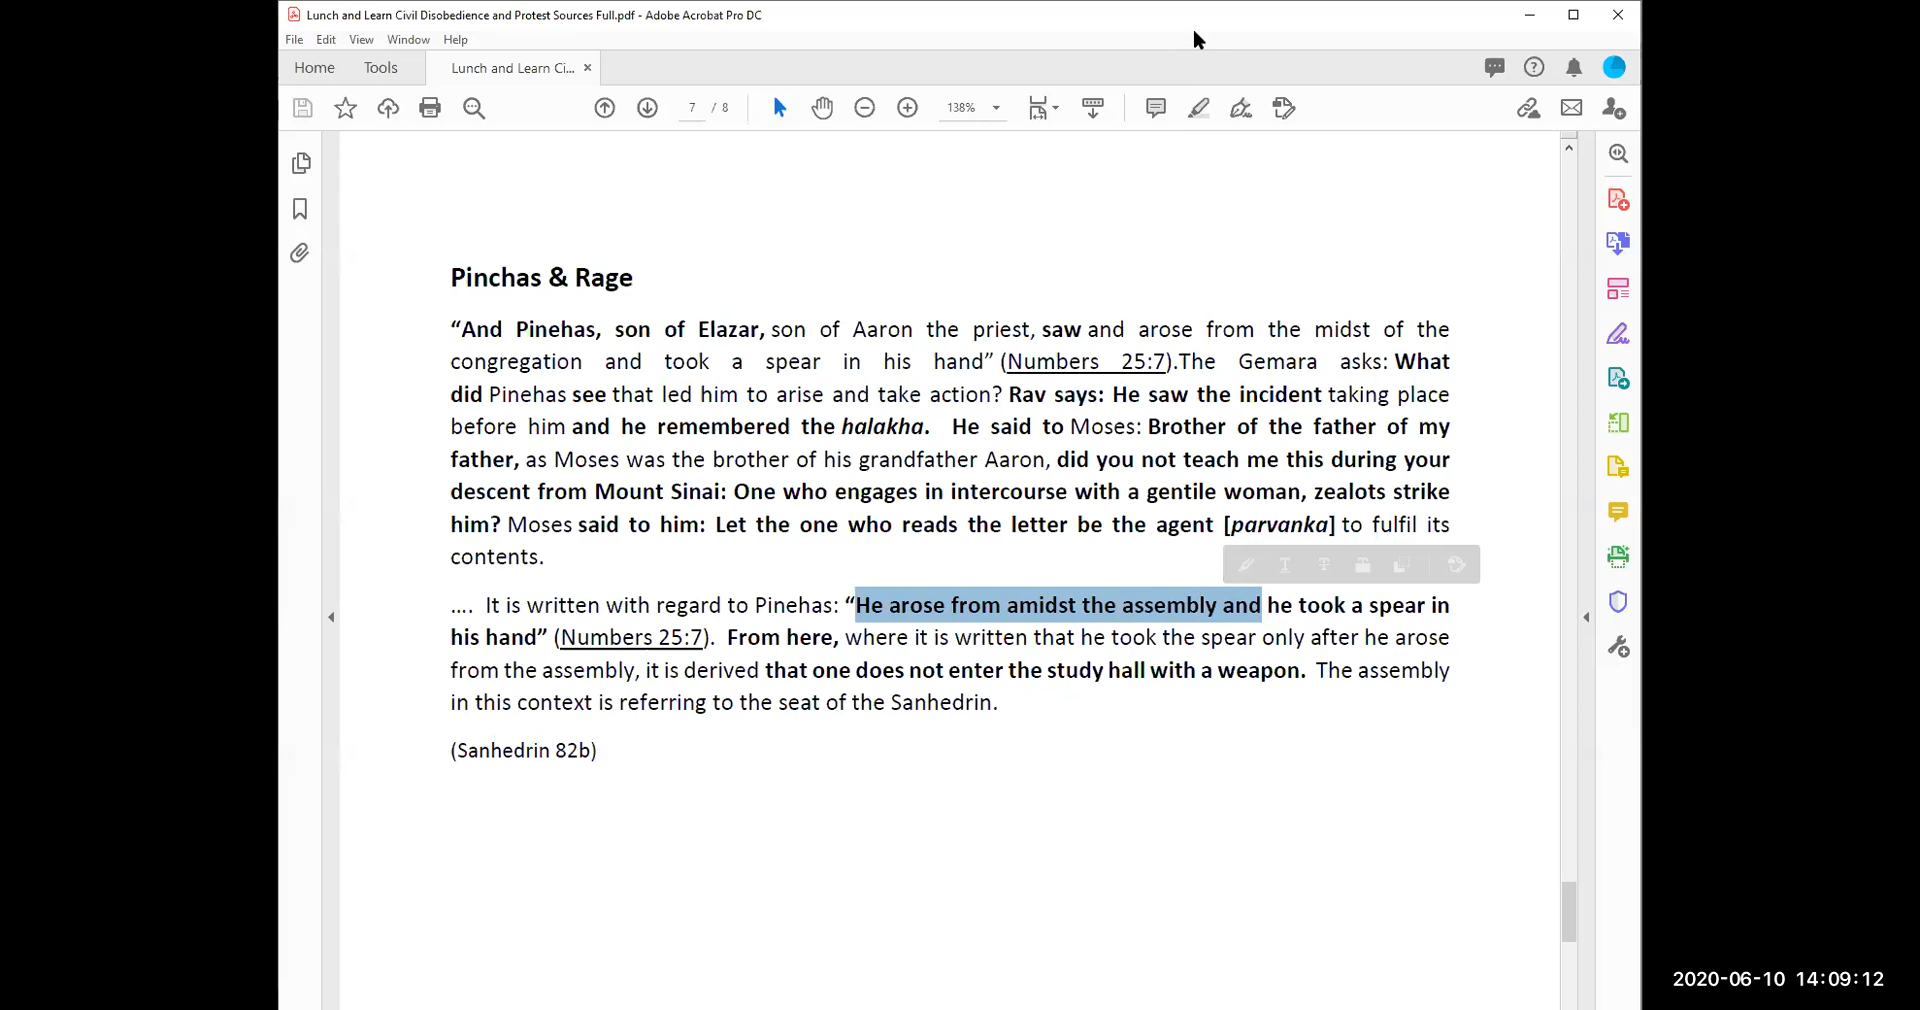 Lunch and Learn Civil Disobedience and Protest Sources Full.pdf - Adobe Acrobat Pro DC
File Edit View Window Help
Home Tools Lunch and Learn Ci... ×
7 / 8 138%
Pinchas & Rage
“And Pinehas, son of Elazar, son of Aaron the priest, saw and arose from the midst of the
congregation and took a spear in his hand” (Numbers 25:7).The Gemara asks: What
did Pinehas see that led him to arise and take action? Rav says: He saw the incident taking place
before him and he remembered the halakha. He said to Moses: Brother of the father of my
father, as Moses was the brother of his grandfather Aaron, did you not teach me this during your
descent from Mount Sinai: One who engages in intercourse with a gentile woman, zealots strike
him? Moses said to him: Let the one who reads the letter be the agent [parvanka] to fulfil its
contents.
.... It is written with regard to Pinehas: “He arose from amidst the assembly and he took a spear in
his hand” (Numbers 25:7). From here, where it is written that he took the spear only after he arose
from the assembly, it is derived that one does not enter the study hall with a weapon. The assembly
in this context is referring to the seat of the Sanhedrin.
(Sanhedrin 82b)
2020-06-10 14:09:12